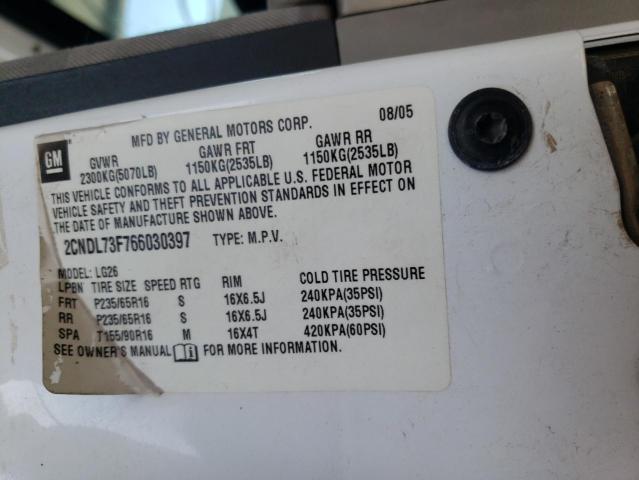 MFD BY GENERAL MOTORS CORP. 08/05
GM
GVWR GAWR FRT GAWR RR
2300KG(5070LB) 1150KG(2535LB) 1150KG(2535LB)
THIS VEHICLE CONFORMS TO ALL APPLICABLE U.S. FEDERAL MOTOR
VEHICLE SAFETY AND THEFT PREVENTION STANDARDS IN EFFECT ON
THE DATE OF MANUFACTURE SHOWN ABOVE.
2CNDL73F766030397 TYPE: M.P.V.
MODEL: LG26
LPBN TIRE SIZE SPEED RTG RIM COLD TIRE PRESSURE
FRT P235/65R16 S 16X6.5J 240KPA(35PSI)
RR P235/65R16 S 16X6.5J 240KPA(35PSI)
SPA T155/90R16 M 16X4T 420KPA(60PSI)
SEE OWNER'S MANUAL FOR MORE INFORMATION.